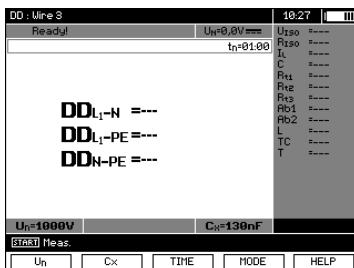 DD : Wire 3 10:27
Ready! UN=0,0V
tn=01:00
UISO =---
RISO =---
IL =---
C =---
Rt1 =---
Rt2 =---
Rt3 =---
Ab1 =---
Ab2 =---
L =---
TC =---
T =---
DDL1-N =---
DDL1-PE=---
DDN-PE=---
Un=1000V CX=130nF
START Meas.
Un Cx TIME MODE HELP